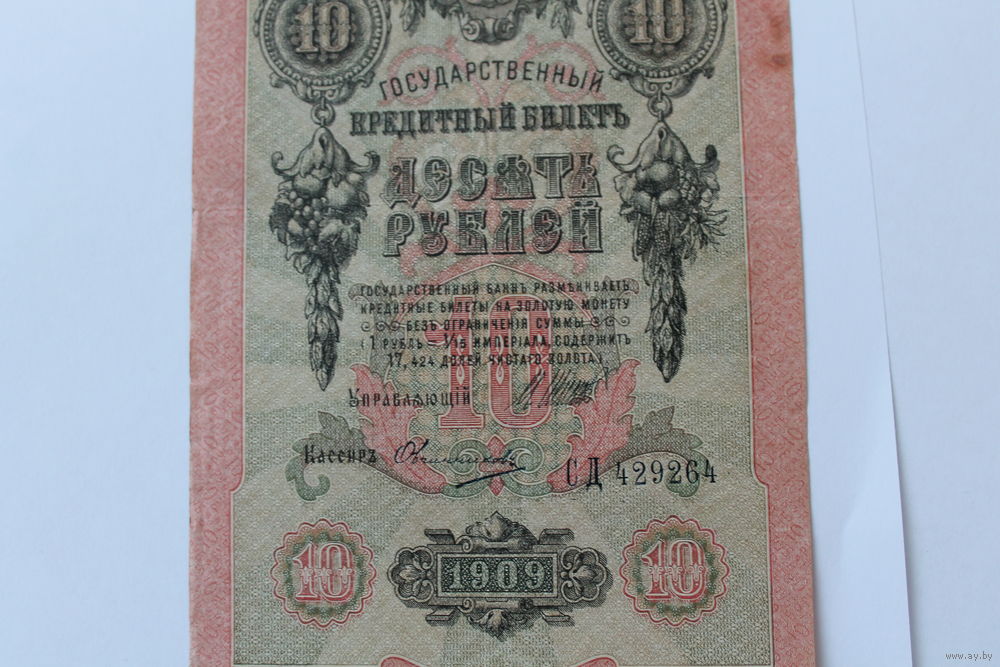 10 10
ГОСУДАРСТВЕННЫЙ
КРЕДИТНЫЙ БИЛЕТЪ
ДЕСЯТЬ
РУБЛЕЙ
ГОСУДАРСТВЕННЫЙ БАНКЪ РАЗМѢНИВАЕТЪ
КРЕДИТНЫЕ БИЛЕТЫ НА ЗОЛОТУЮ МОНЕТУ
БЕЗЪ ОГРАНИЧЕНІЯ СУММЫ
(1 РУБЛЬ = 1/15 ИМПЕРІАЛА, СОДЕРЖИТЪ
17,424 ДОЛЕЙ ЧИСТАГО ЗОЛОТА).
10
УПРАВЛЯЮЩІЙ
КАССИРЪ
СД 429264
10 1909 10
www.ay.by